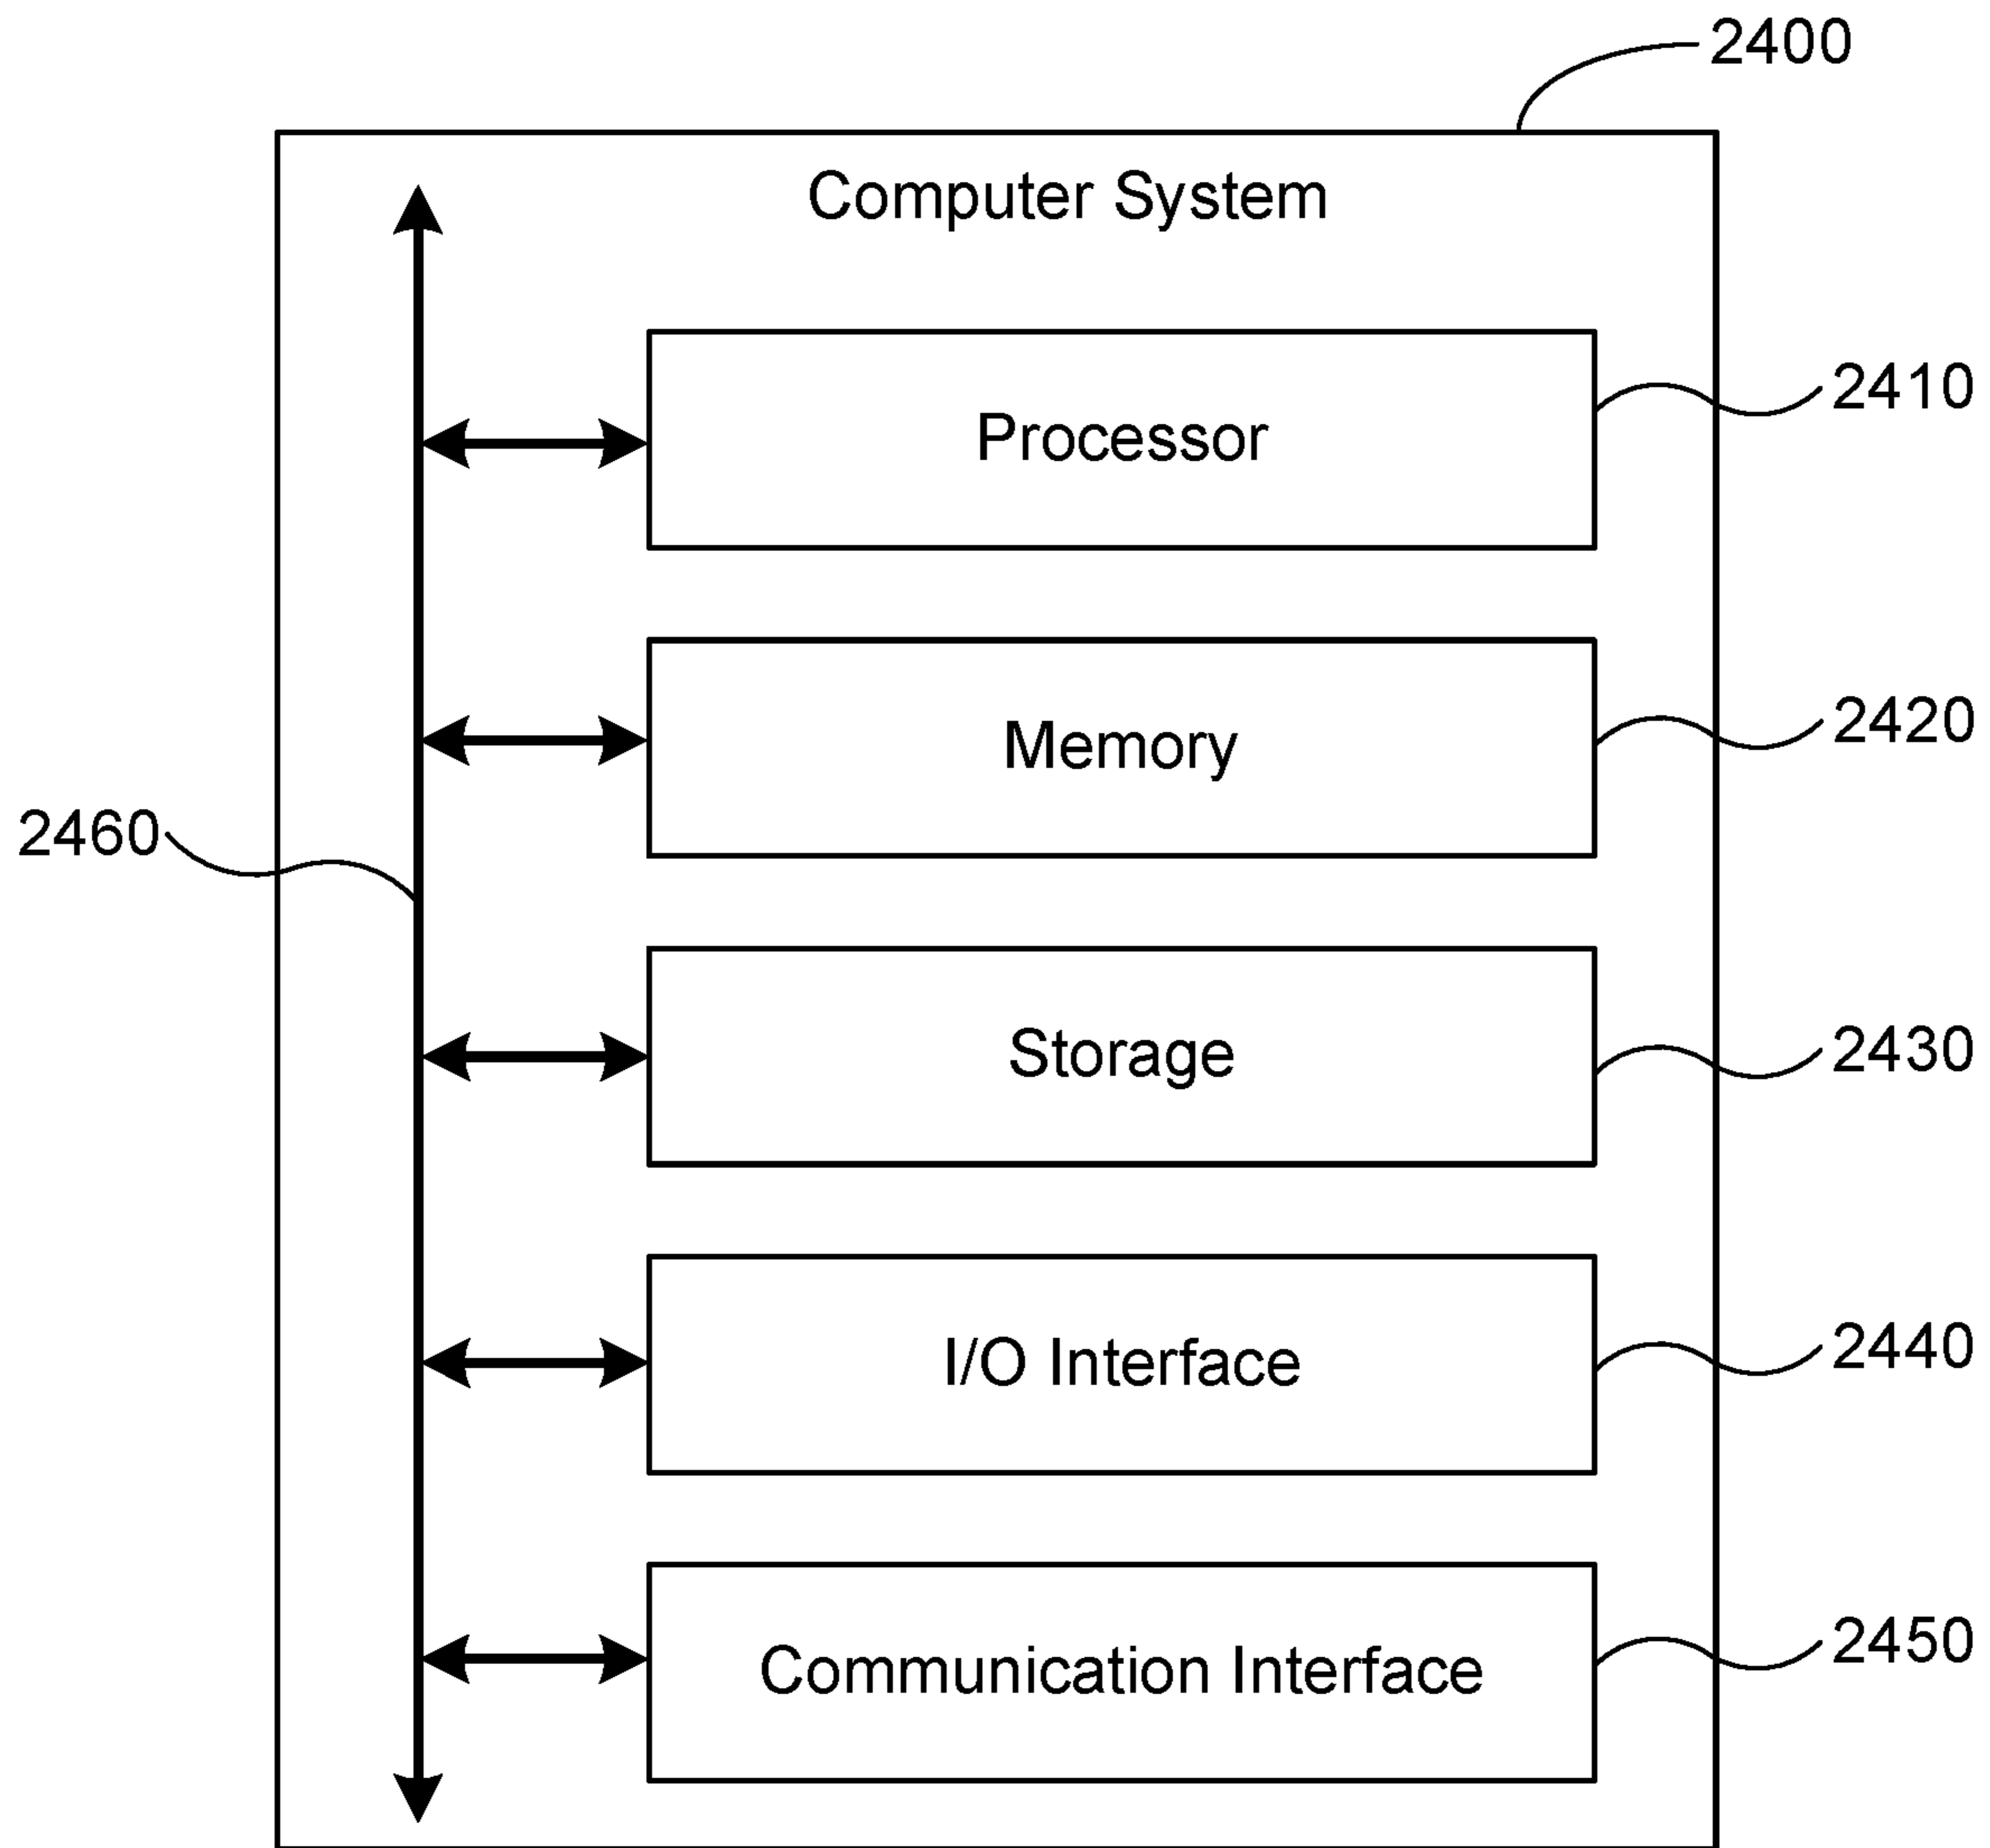 2400
Computer System
Processor
2410
Memory
2420
2460
Storage
2430
I/O Interface
2440
Communication Interface
2450